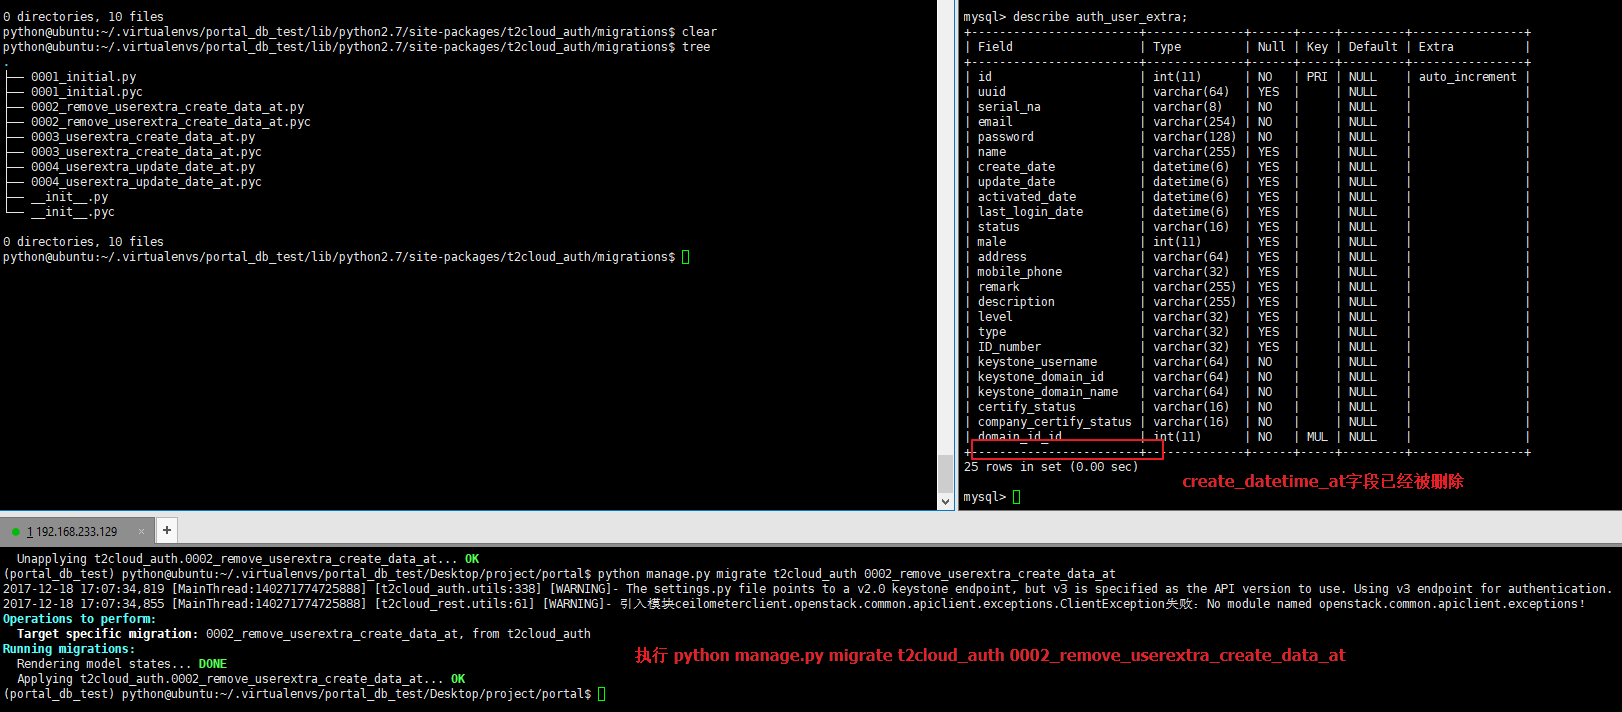 0 directories, 10 files
python@ubuntu:~/.virtualenvs/portal_db_test/lib/python2.7/site-packages/t2cloud_auth/migrations$ clear
python@ubuntu:~/.virtualenvs/portal_db_test/lib/python2.7/site-packages/t2cloud_auth/migrations$ tree
.
├── 0001_initial.py
├── 0001_initial.pyc
├── 0002_remove_userextra_create_data_at.py
├── 0002_remove_userextra_create_data_at.pyc
├── 0003_userextra_create_data_at.py
├── 0003_userextra_create_data_at.pyc
├── 0004_userextra_update_date_at.py
├── 0004_userextra_update_date_at.pyc
├── __init__.py
└── __init__.pyc
0 directories, 10 files
python@ubuntu:~/.virtualenvs/portal_db_test/lib/python2.7/site-packages/t2cloud_auth/migrations$
mysql> describe auth_user_extra;
+------------------------+--------------+------+-----+---------+----------------+
| Field | Type | Null | Key | Default | Extra |
+------------------------+--------------+------+-----+---------+----------------+
| id | int(11) | NO | PRI | NULL | auto_increment |
| uuid | varchar(64) | YES | | NULL | |
| serial_na | varchar(8) | NO | | NULL | |
| email | varchar(254) | NO | | NULL | |
| password | varchar(128) | NO | | NULL | |
| name | varchar(255) | YES | | NULL | |
| create_date | datetime(6) | YES | | NULL | |
| update_date | datetime(6) | YES | | NULL | |
| activated_date | datetime(6) | YES | | NULL | |
| last_login_date | datetime(6) | YES | | NULL | |
| status | varchar(16) | YES | | NULL | |
| male | int(11) | YES | | NULL | |
| address | varchar(64) | YES | | NULL | |
| mobile_phone | varchar(32) | YES | | NULL | |
| remark | varchar(255) | YES | | NULL | |
| description | varchar(255) | YES | | NULL | |
| level | varchar(32) | YES | | NULL | |
| type | varchar(32) | YES | | NULL | |
| ID_number | varchar(32) | YES | | NULL | |
| keystone_username | varchar(64) | NO | | NULL | |
| keystone_domain_id | varchar(64) | NO | | NULL | |
| keystone_domain_name | varchar(64) | NO | | NULL | |
| certify_status | varchar(16) | NO | | NULL | |
| company_certify_status | varchar(16) | NO | | NULL | |
| domain_id_id | int(11) | NO | MUL | NULL | |
+------------------------+--------------+------+-----+---------+----------------+
25 rows in set (0.00 sec)
create_datetime_at字段已经被删除
mysql>
1 192.168.233.129 × +
Unapplying t2cloud_auth.0002_remove_userextra_create_data_at... OK
(portal_db_test) python@ubuntu:~/.virtualenvs/portal_db_test/Desktop/project/portal$ python manage.py migrate t2cloud_auth 0002_remove_userextra_create_data_at
2017-12-18 17:07:34,819 [MainThread:140271774725888] [t2cloud_auth.utils:338] [WARNING]- The settings.py file points to a v2.0 keystone endpoint, but v3 is specified as the API version to use. Using v3 endpoint for authentication.
2017-12-18 17:07:34,855 [MainThread:140271774725888] [t2cloud_rest.utils:61] [WARNING]- 引入模块ceilometerclient.openstack.common.apiclient.exceptions.ClientException失败：No module named openstack.common.apiclient.exceptions！
Operations to perform:
Target specific migration: 0002_remove_userextra_create_data_at, from t2cloud_auth
Running migrations:
Rendering model states... DONE
Applying t2cloud_auth.0002_remove_userextra_create_data_at... OK
(portal_db_test) python@ubuntu:~/.virtualenvs/portal_db_test/Desktop/project/portal$
执行 python manage.py migrate t2cloud_auth 0002_remove_userextra_create_data_at